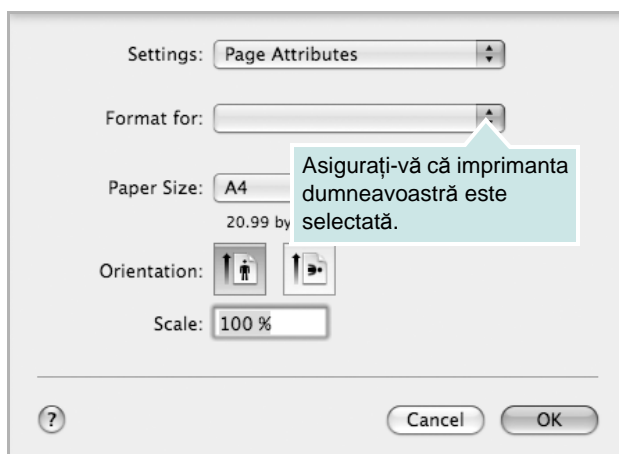 Settings: Page Attributes
Format for:
Asigurați-vă că imprimanta
dumneavoastră este
selectată.
Paper Size: A4
20.99 by
Orientation:
Scale: 100 %
? Cancel OK